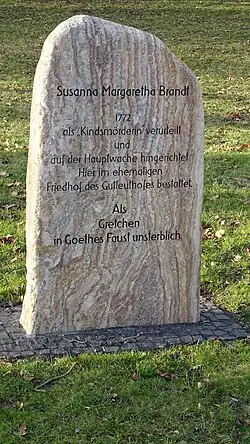 Susanna Margaretha Brandt
1772
als „Kindsmörderin" verurteilt
und
auf der Hauptwache hingerichtet
Hier im ehemaligen
Friedhof des Gutleuthofes bestattet.
Als
Gretchen
in Goethes Faust unsterblich.